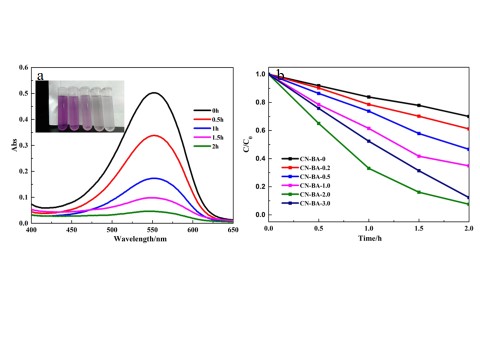 a
0.6
0.5
0.4
0.3
0.2
0.1
0.0
Abs
400
450
500
550
600
650
Wavelength/nm
0h
0.5h
1h
1.5h
2h
b
1.0
0.8
0.6
0.4
0.2
0.0
C/C0
0.0
0.5
1.0
1.5
2.0
Time/h
CN-BA-0
CN-BA-0.2
CN-BA-0.5
CN-BA-1.0
CN-BA-2.0
CN-BA-3.0